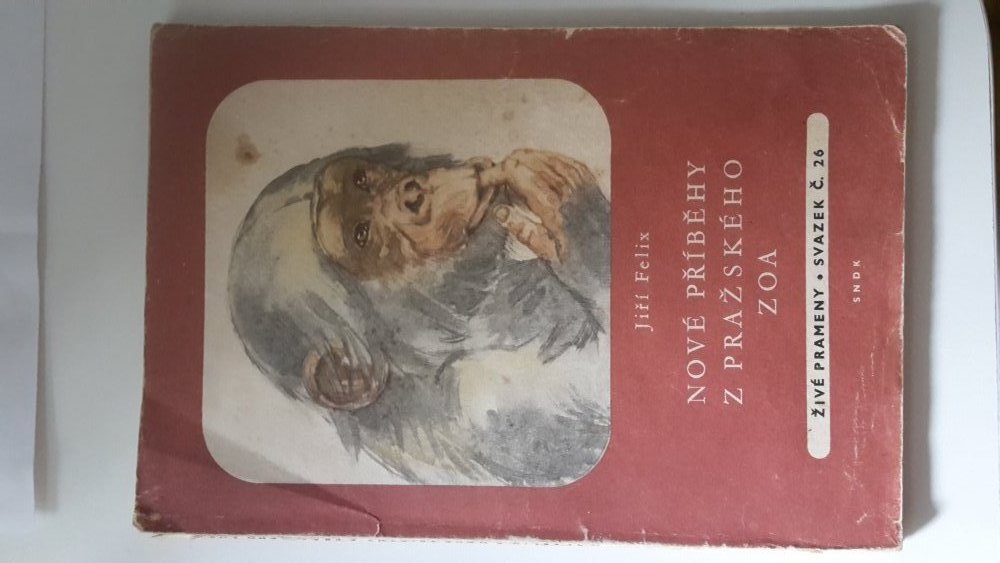 Jiří Felix
NOVÉ PŘÍBĚHY
Z PRAŽSKÉHO
ZOA
ŽIVÉ PRAMENY • SVAZEK Č. 26
SNDK